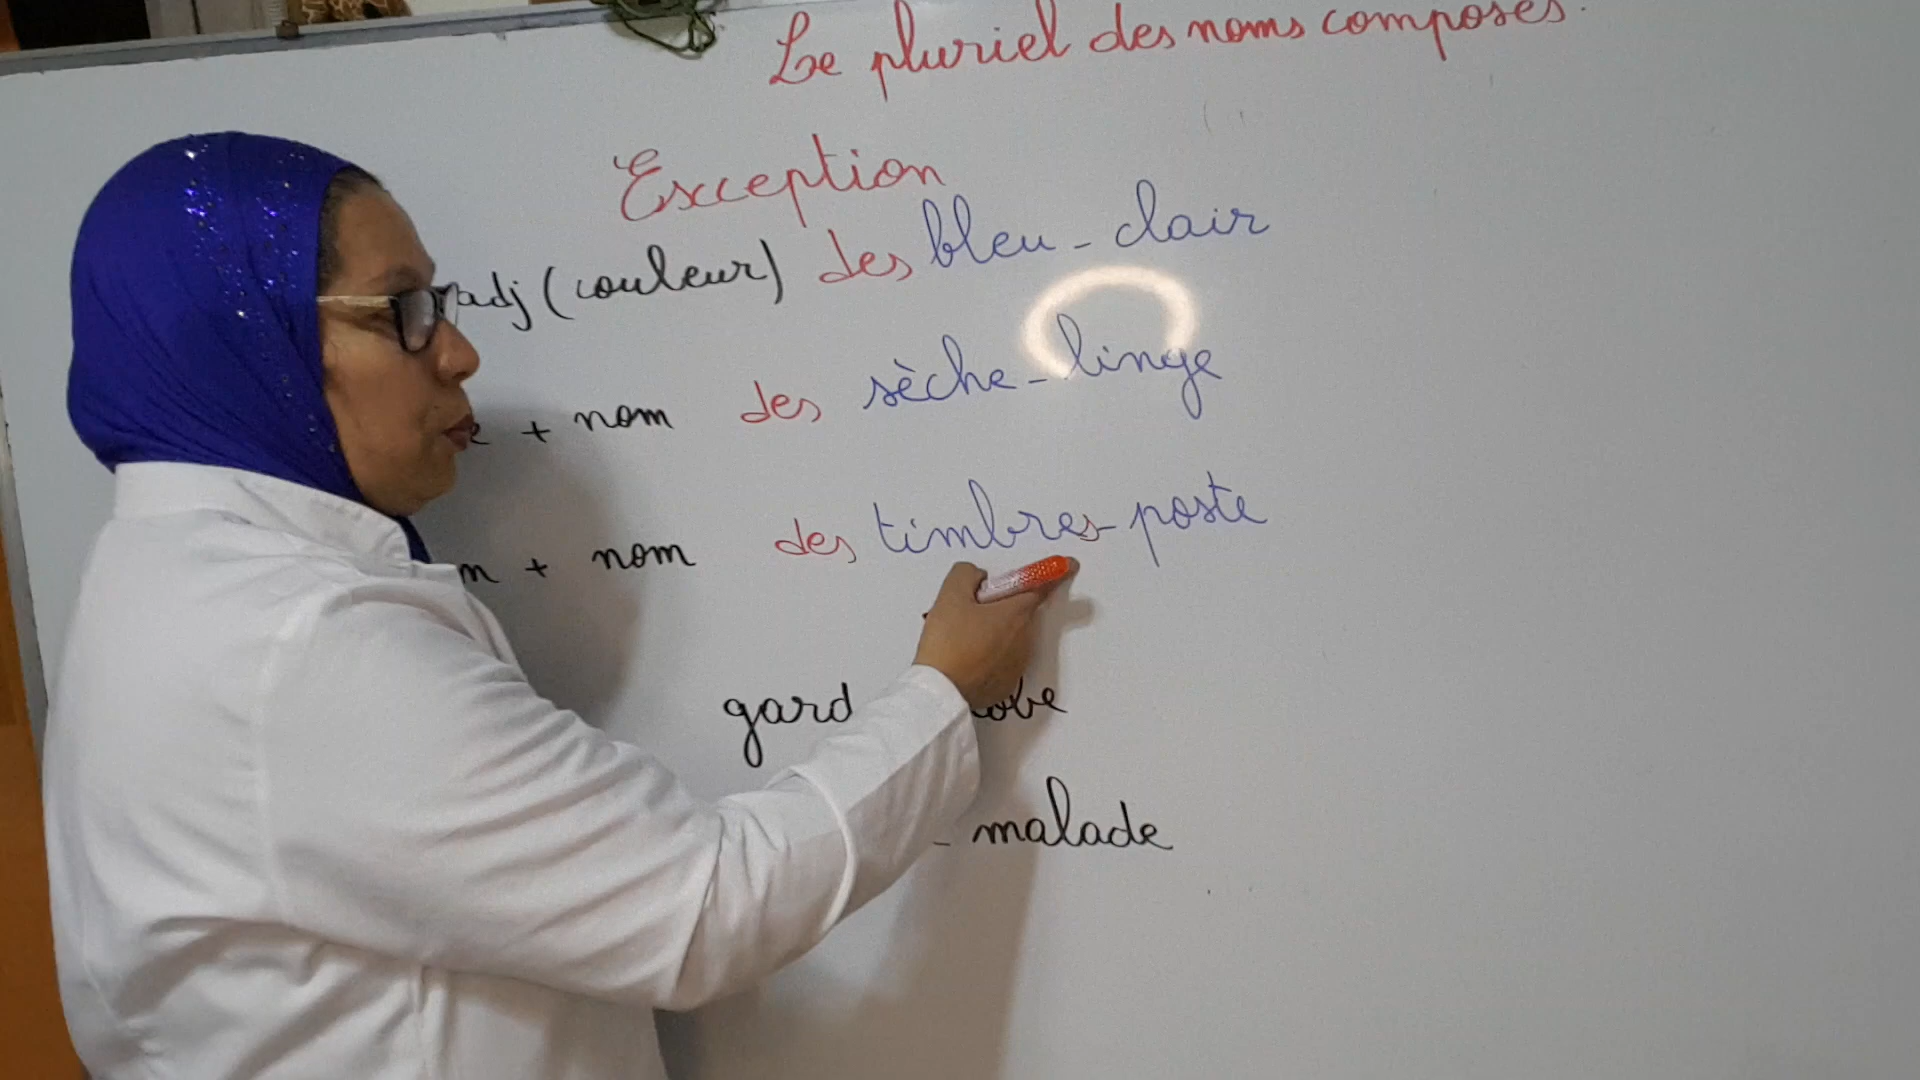 Le pluriel des noms composés.
Exception
adj (couleur) des bleu - clair
e + nom des sèche - linge
m + nom des timbres - poste
gard obe
- malade